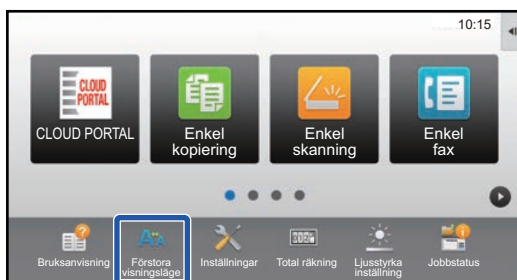 10:15
CLOUD
PORTAL
CLOUD PORTAL
Enkel
kopiering
Enkel
skanning
Enkel
fax
Bruksanvisning
Förstora
visningsläge
Inställningar
Total räkning
Ljusstyrka
inställning
Jobbstatus